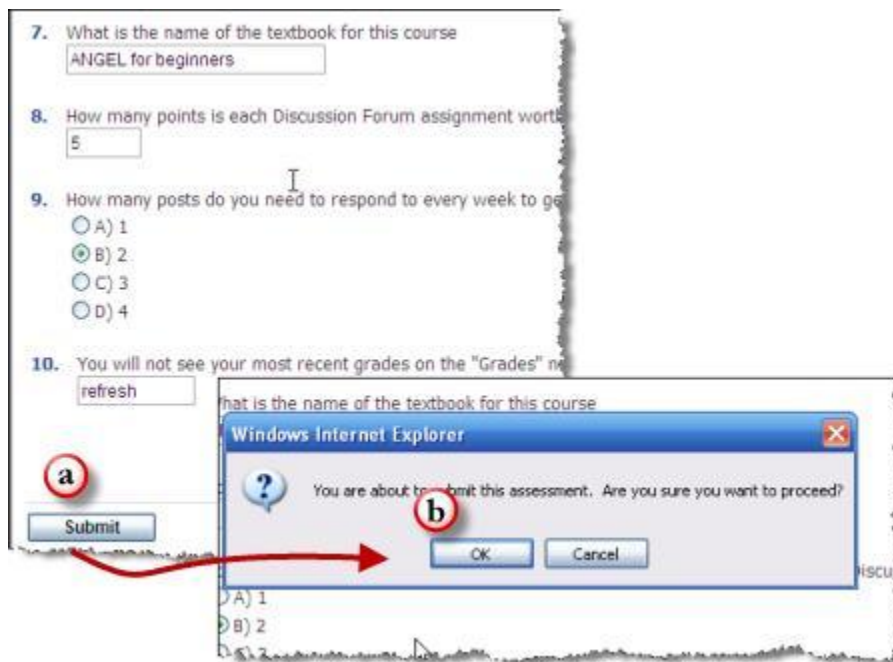 7. What is the name of the textbook for this course
ANGEL for beginners
8. How many points is each Discussion Forum assignment worth
5
9. How many posts do you need to respond to every week to ge
A) 1
B) 2
C) 3
D) 4
10. You will not see your most recent grades on the "Grades"
refresh
a
Submit
hat is the name of the textbook for this course
Windows Internet Explorer
You are about to submit this assessment. Are you sure you want to proceed?
b
OK Cancel
iscu
A) 1
B) 2